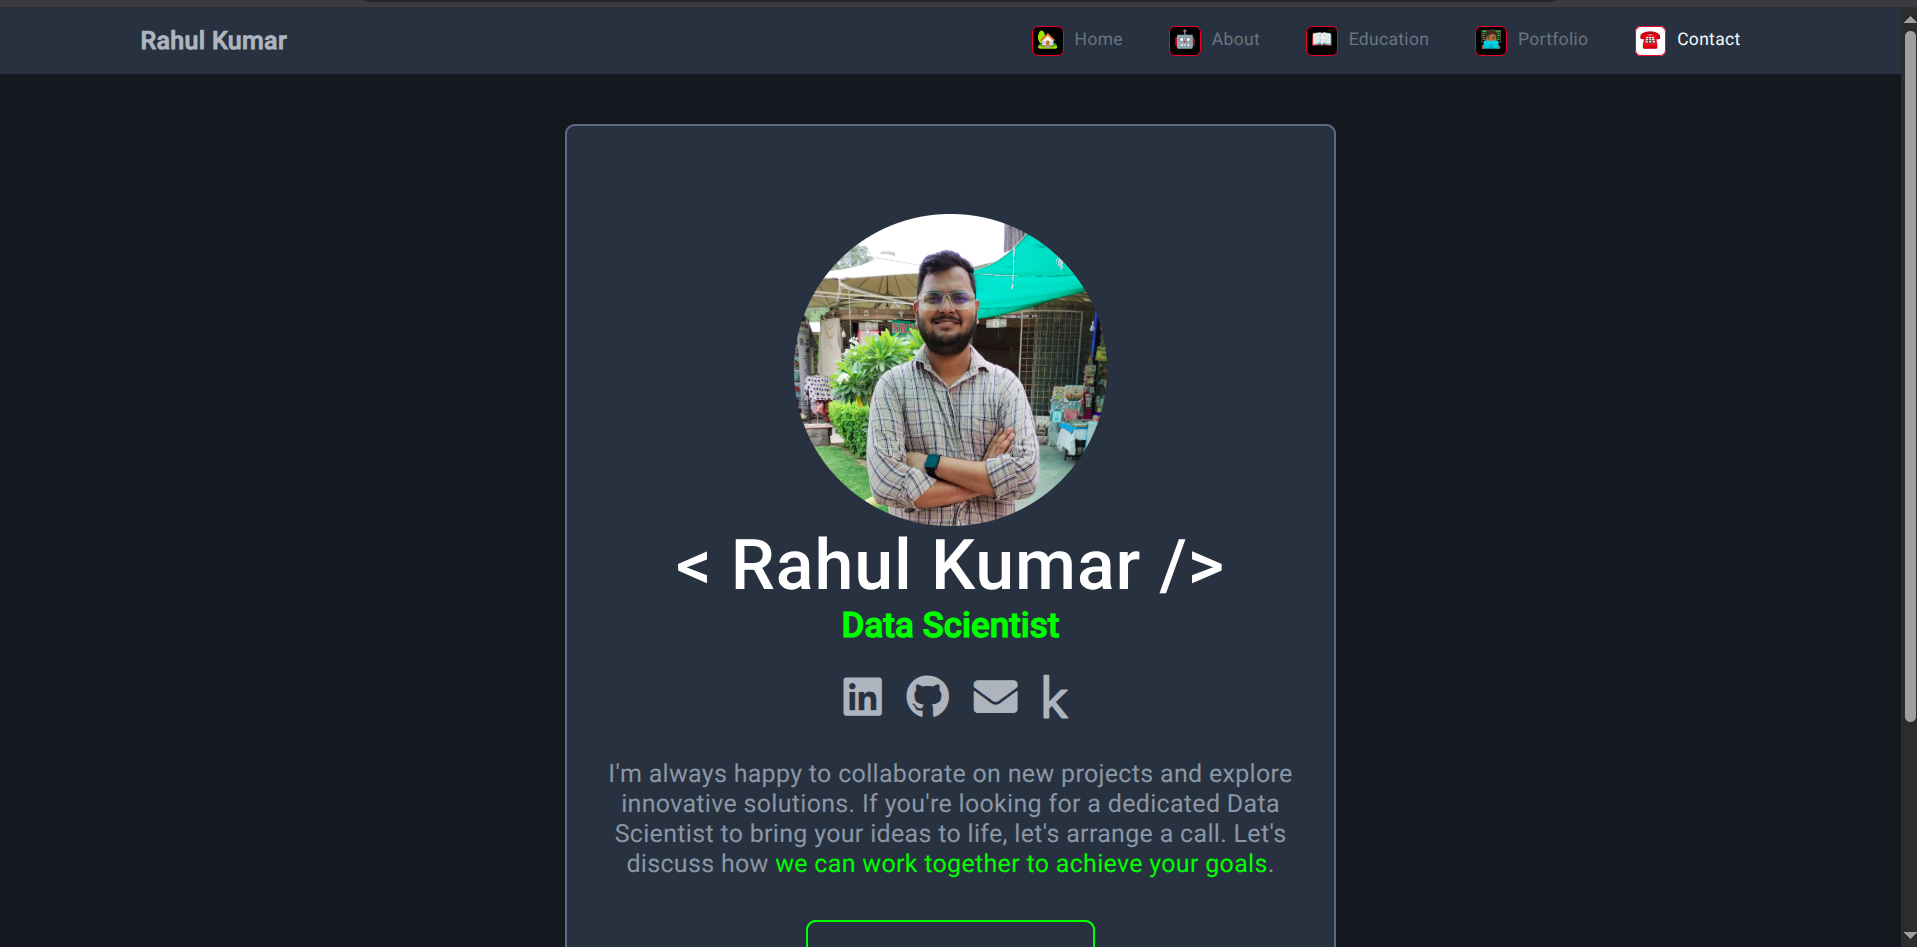 Rahul Kumar
Home
About
Education
Portfolio
Contact
< Rahul Kumar />
Data Scientist
in
k
I'm always happy to collaborate on new projects and explore
innovative solutions. If you're looking for a dedicated Data
Scientist to bring your ideas to life, let's arrange a call. Let's
discuss how we can work together to achieve your goals.